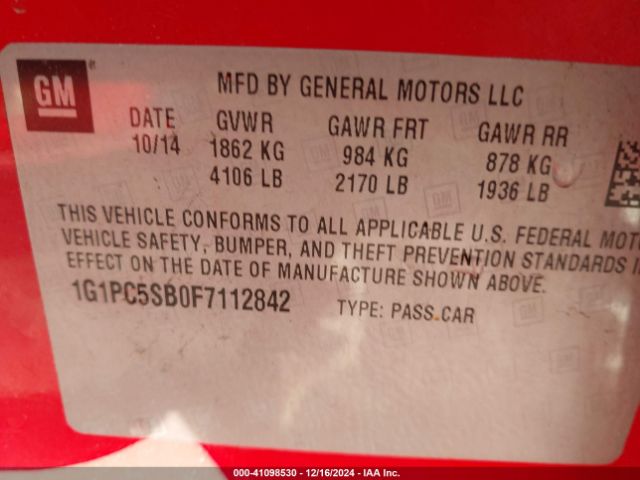 GM
MFD BY GENERAL MOTORS LLC
DATE GVWR GAWR FRT GAWR RR
10/14 1862 KG 984 KG 878 KG
4106 LB 2170 LB 1936 LB
THIS VEHICLE CONFORMS TO ALL APPLICABLE U.S. FEDERAL MOT
VEHICLE SAFETY, BUMPER, AND THEFT PREVENTION STANDARDS I
EFFECT ON THE DATE OF MANUFACTURE SHOWN ABOVE.
1G1PC5SB0F7112842 TYPE: PASS.CAR
000-41098530 - 12/16/2024 - IAA Inc.